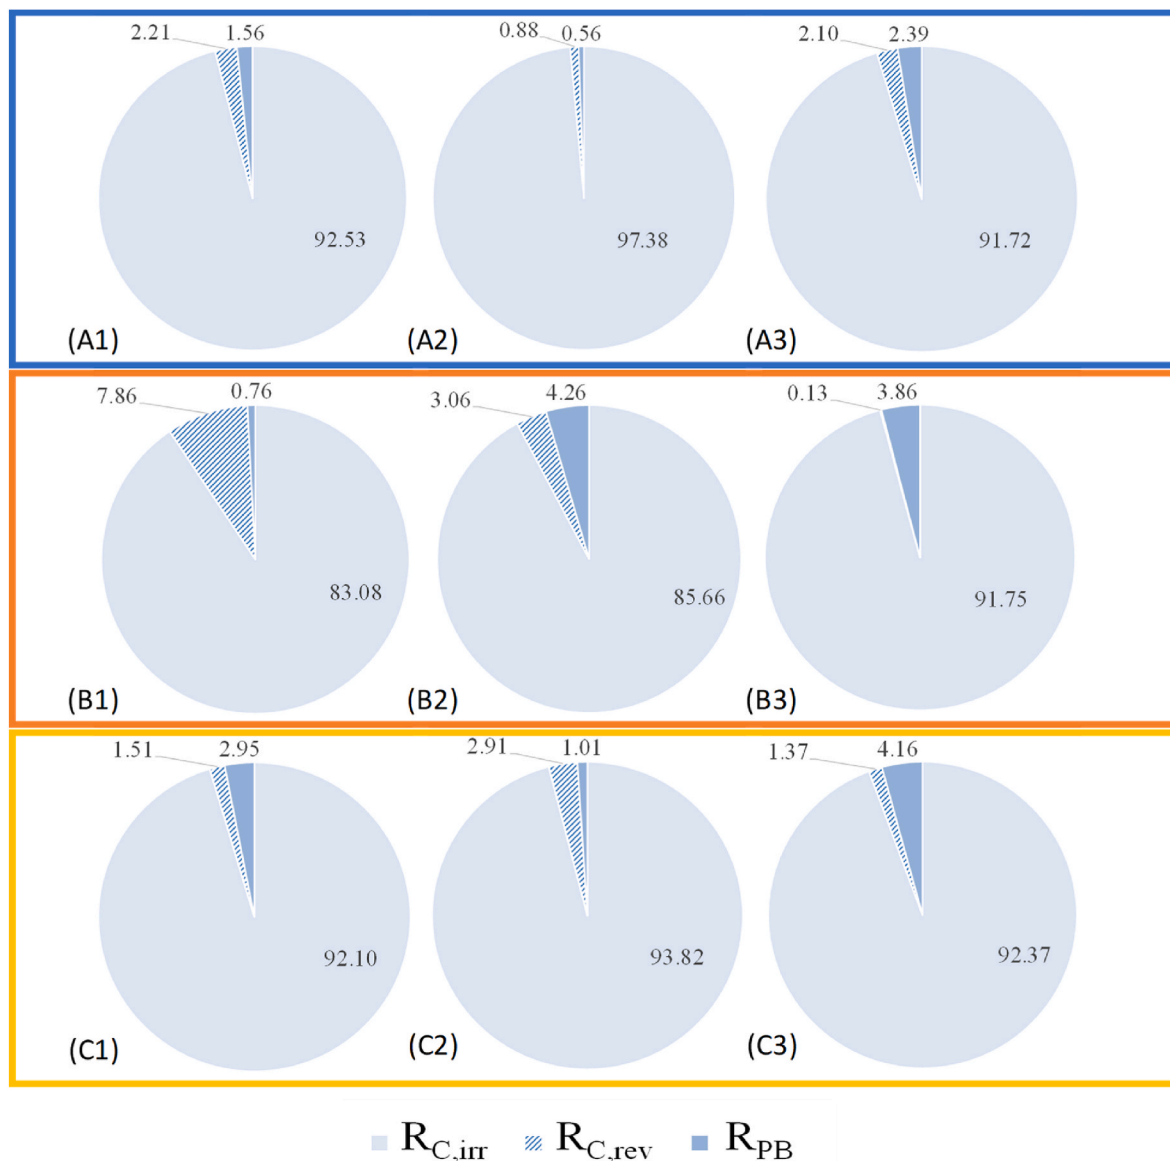 2.21 1.56 0.88 0.56 2.10 2.39
92.53 97.38 91.72
(A1) (A2) (A3)
7.86 0.76 3.06 4.26 0.13 3.86
83.08 85.66 91.75
(B1) (B2) (B3)
1.51 2.95 2.91 1.01 1.37 4.16
92.10 93.82 92.37
(C1) (C2) (C3)
R_C,irr R_C,rev R_PB